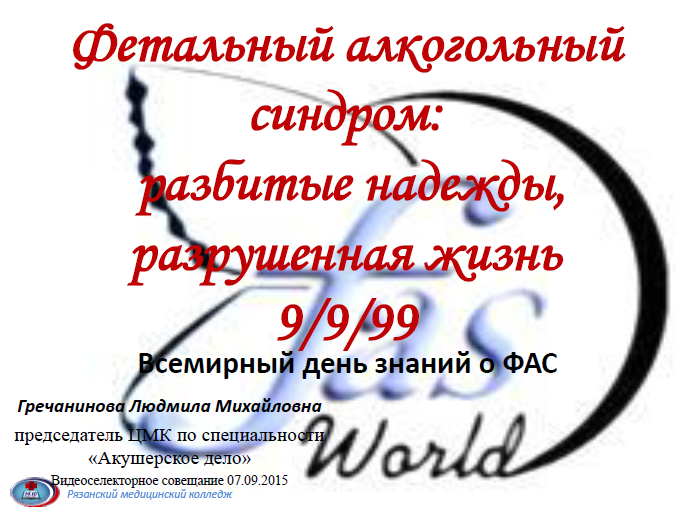 Фетальный алкогольный
синдром:
разбитые надежды,
разрушенная жизнь
9/9/99
Всемирный день знаний о ФАС
fas
World
Гречанинова Людмила Михайловна
председатель ЦМК по специальности
«Акушерское дело»
Видеоселекторное совещание 07.09.2015
Рязанский медицинский колледж